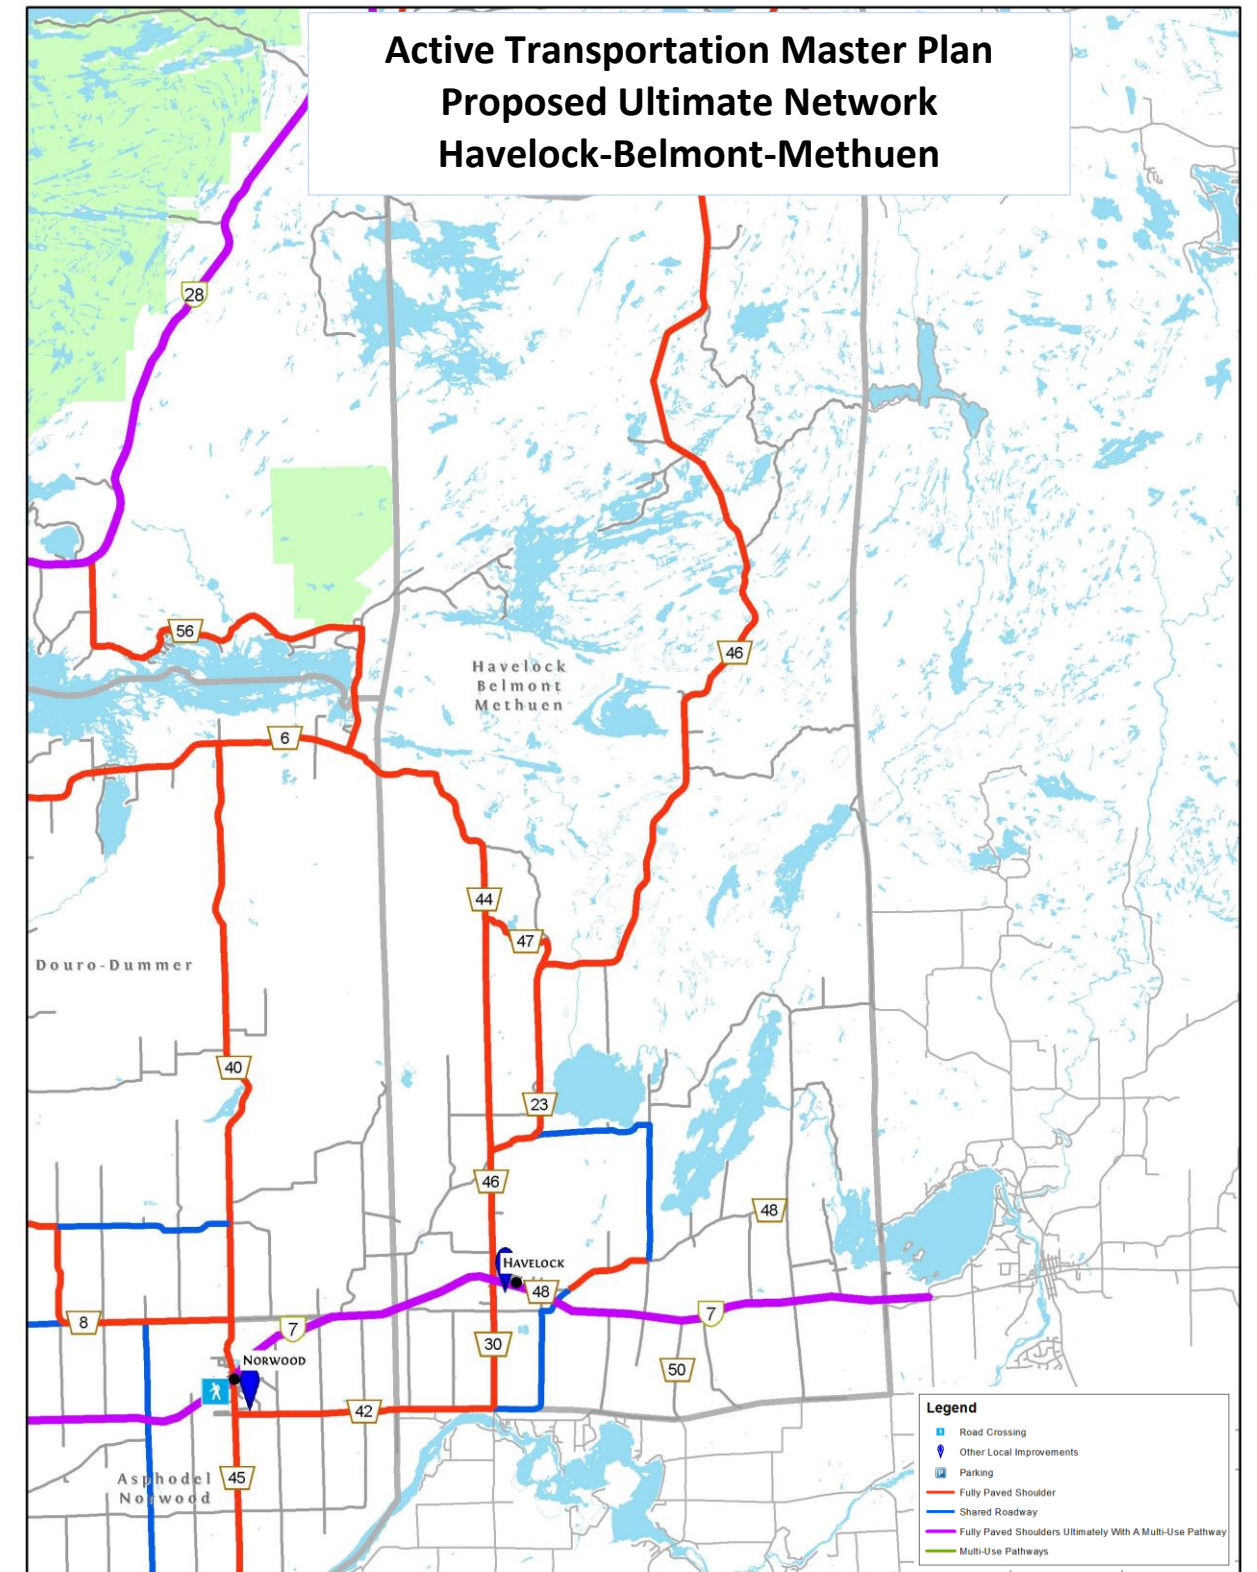 Active Transportation Master Plan
Proposed Ultimate Network
Havelock-Belmont-Methuen
28
56
46
Havelock
Belmont
Methuen
6
44
47
Douro-Dummer
40
23
46
48
HAVELOCK
48
7
8
7
30
NORWOOD
50
42
Asphodel
Norwood
45
Legend
Road Crossing
Other Local Improvements
P Parking
Fully Paved Shoulder
Shared Roadway
Fully Paved Shoulders Ultimately With A Multi-Use Pathway
Multi-Use Pathways